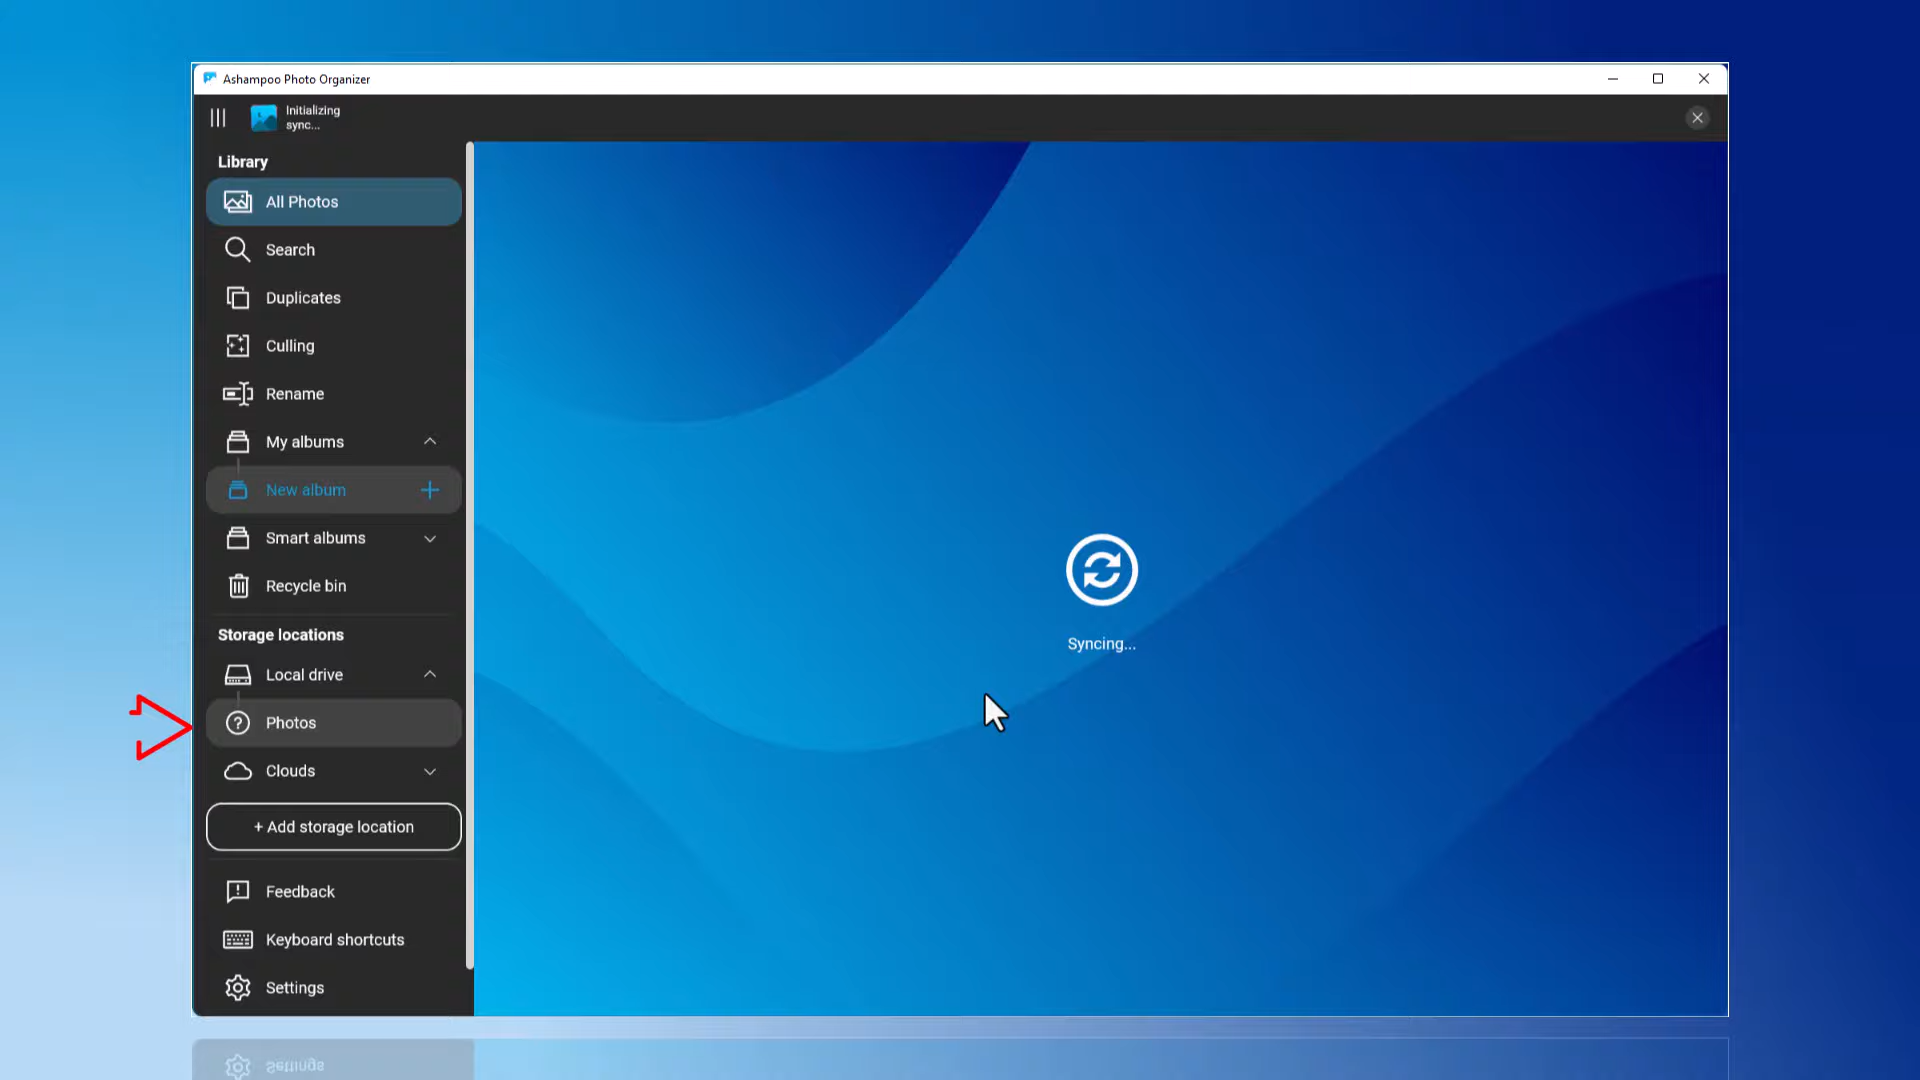 Ashampoo Photo Organizer
Initializing
sync...
Library
All Photos
Search
Duplicates
Culling
Rename
My albums
New album
Smart albums
Recycle bin
Storage locations
Local drive
Photos
Clouds
+ Add storage location
Feedback
Keyboard shortcuts
Settings
Syncing...
Settings